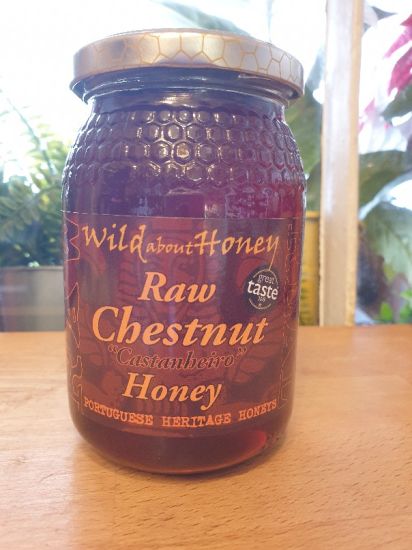 Wild about Honey
Raw
great
taste
Chestnut
"Castanheiro"
Honey
PORTUGUESE HERITAGE HONEYS